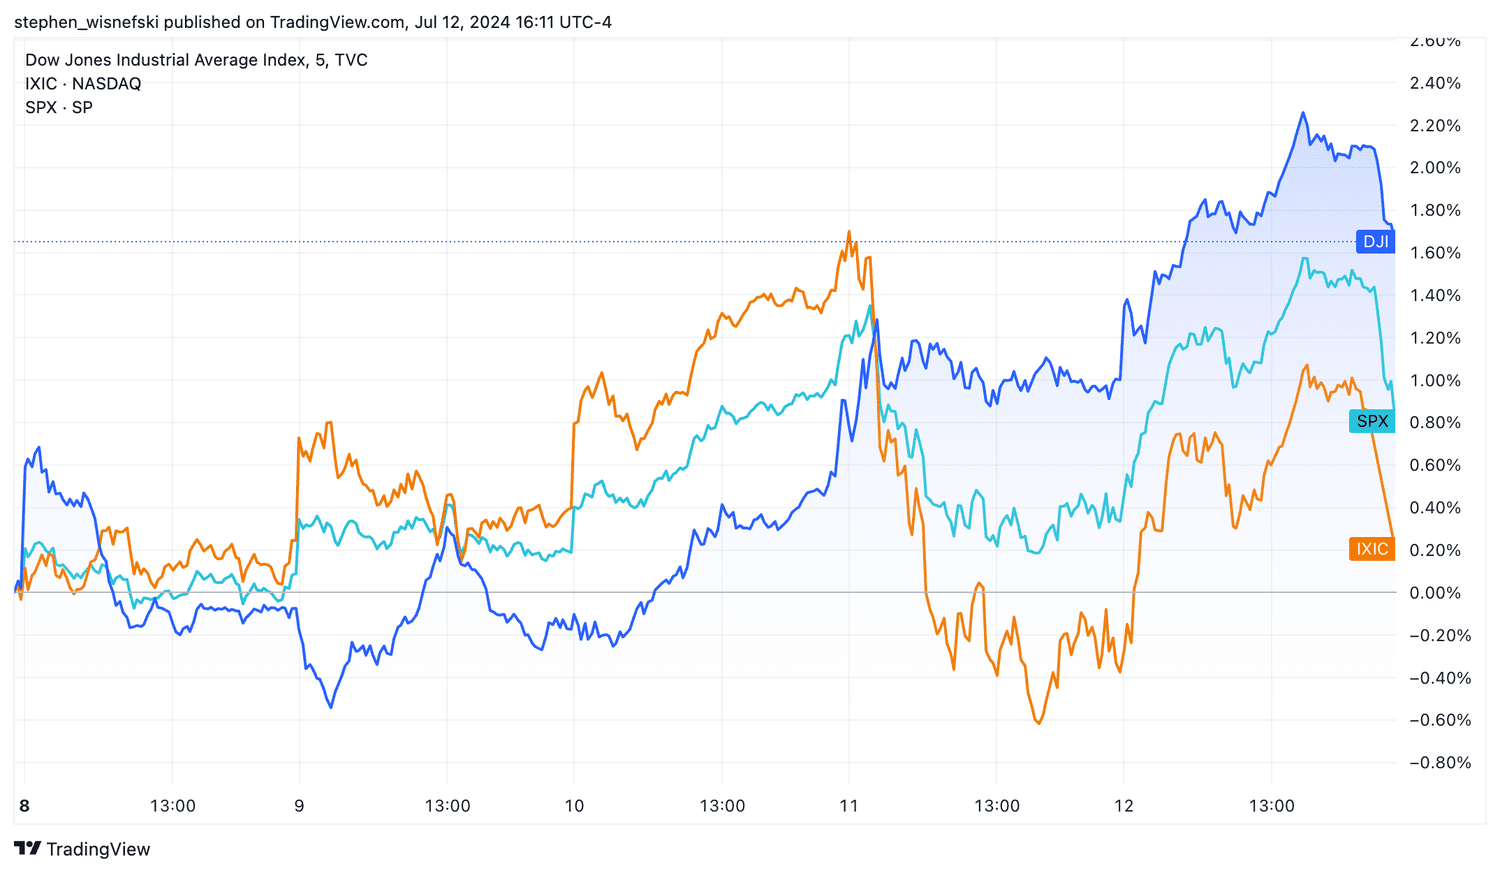 stephen_wisnefski published on TradingView.com, Jul 12, 2024 16:11 UTC-4
Dow Jones Industrial Average Index, 5, TVC
IXIC · NASDAQ
SPX · SP
2.60%
2.40%
2.20%
2.00%
1.80%
DJI
1.60%
1.40%
1.20%
1.00%
SPX
0.80%
0.60%
0.40%
IXIC
0.20%
0.00%
−0.20%
−0.40%
−0.60%
−0.80%
8 13:00 9 13:00 10 13:00 11 13:00 12 13:00
TradingView